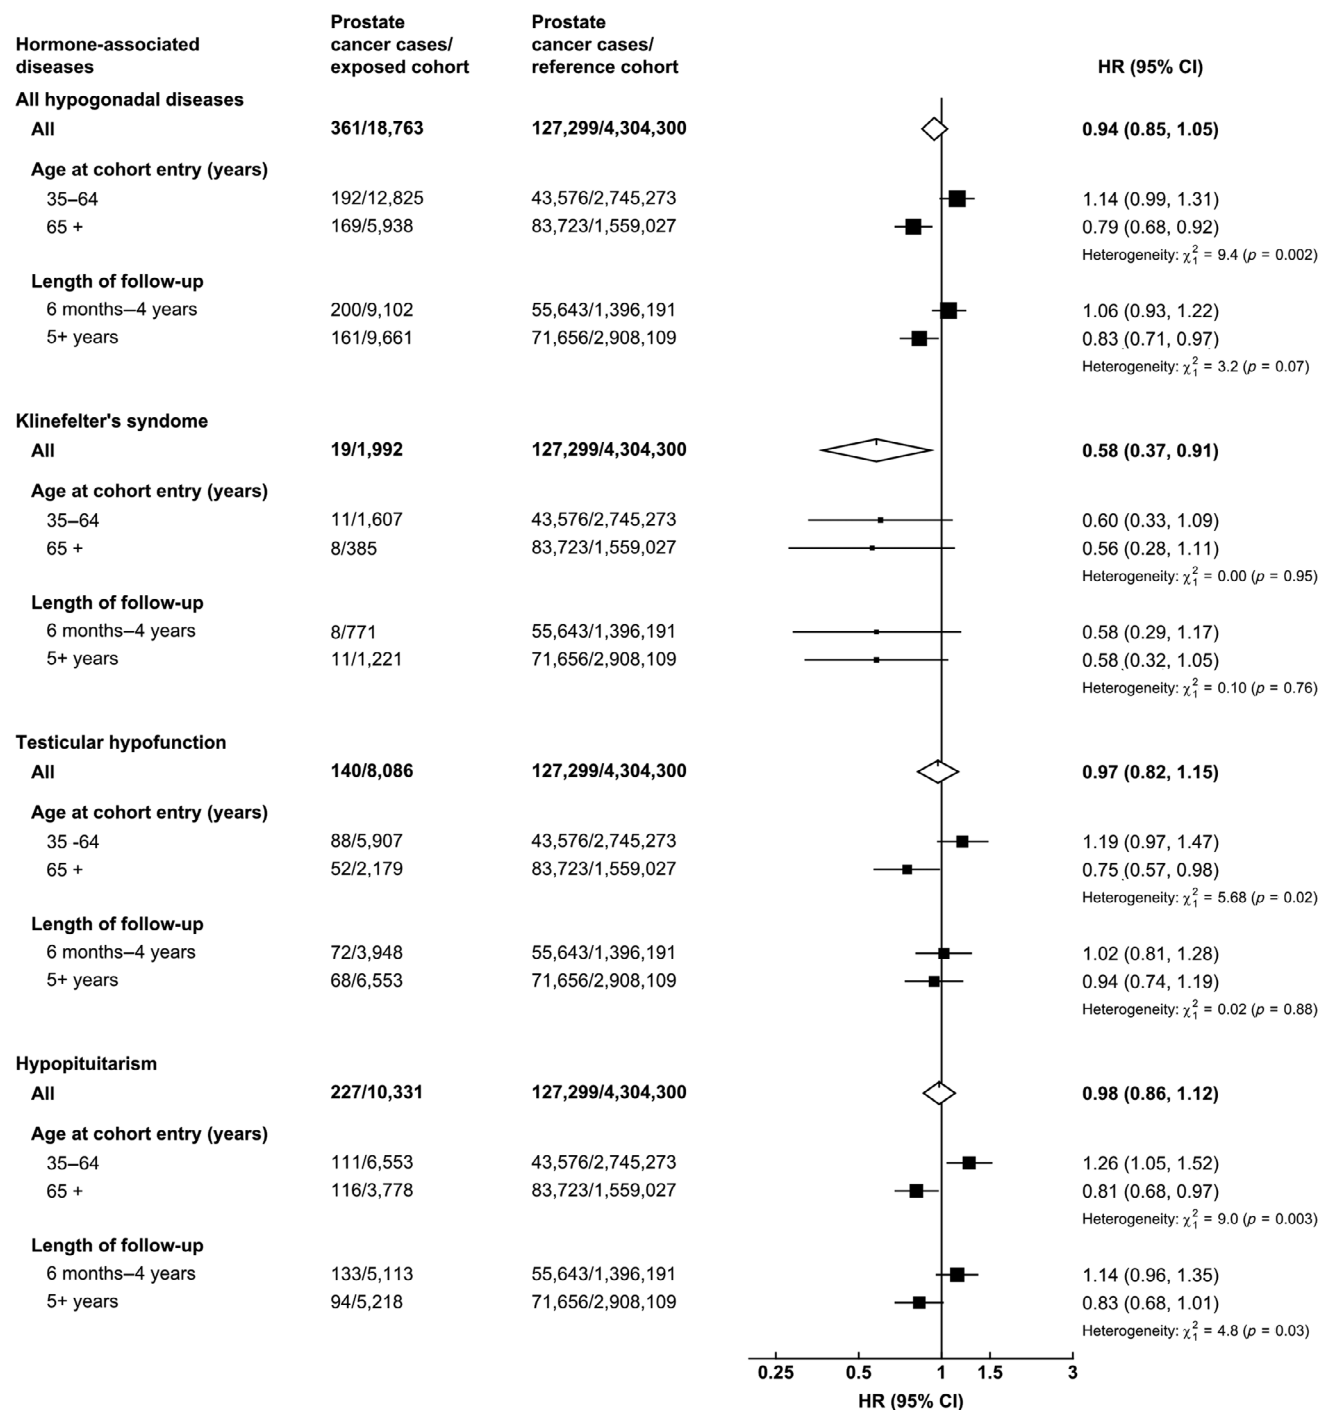 Hormone-associated diseases
Prostate cancer cases/ exposed cohort
Prostate cancer cases/ reference cohort
HR (95% CI)
All hypogonadal diseases
All 361/18,763 127,299/4,304,300 0.94 (0.85, 1.05)
Age at cohort entry (years)
35–64 192/12,825 43,576/2,745,273 1.14 (0.99, 1.31)
65 + 169/5,938 83,723/1,559,027 0.79 (0.68, 0.92)
Heterogeneity: χ²₁ = 9.4 (p = 0.002)
Length of follow-up
6 months–4 years 200/9,102 55,643/1,396,191 1.06 (0.93, 1.22)
5+ years 161/9,661 71,656/2,908,109 0.83 (0.71, 0.97)
Heterogeneity: χ²₁ = 3.2 (p = 0.07)
Klinefelter's syndome
All 19/1,992 127,299/4,304,300 0.58 (0.37, 0.91)
Age at cohort entry (years)
35–64 11/1,607 43,576/2,745,273 0.60 (0.33, 1.09)
65 + 8/385 83,723/1,559,027 0.56 (0.28, 1.11)
Heterogeneity: χ²₁ = 0.00 (p = 0.95)
Length of follow-up
6 months–4 years 8/771 55,643/1,396,191 0.58 (0.29, 1.17)
5+ years 11/1,221 71,656/2,908,109 0.58 (0.32, 1.05)
Heterogeneity: χ²₁ = 0.10 (p = 0.76)
Testicular hypofunction
All 140/8,086 127,299/4,304,300 0.97 (0.82, 1.15)
Age at cohort entry (years)
35 -64 88/5,907 43,576/2,745,273 1.19 (0.97, 1.47)
65 + 52/2,179 83,723/1,559,027 0.75 (0.57, 0.98)
Heterogeneity: χ²₁ = 5.68 (p = 0.02)
Length of follow-up
6 months–4 years 72/3,948 55,643/1,396,191 1.02 (0.81, 1.28)
5+ years 68/6,553 71,656/2,908,109 0.94 (0.74, 1.19)
Heterogeneity: χ²₁ = 0.02 (p = 0.88)
Hypopituitarism
All 227/10,331 127,299/4,304,300 0.98 (0.86, 1.12)
Age at cohort entry (years)
35–64 111/6,553 43,576/2,745,273 1.26 (1.05, 1.52)
65 + 116/3,778 83,723/1,559,027 0.81 (0.68, 0.97)
Heterogeneity: χ²₁ = 9.0 (p = 0.003)
Length of follow-up
6 months–4 years 133/5,113 55,643/1,396,191 1.14 (0.96, 1.35)
5+ years 94/5,218 71,656/2,908,109 0.83 (0.68, 1.01)
Heterogeneity: χ²₁ = 4.8 (p = 0.03)
0.25 0.5 1 1.5 3
HR (95% CI)